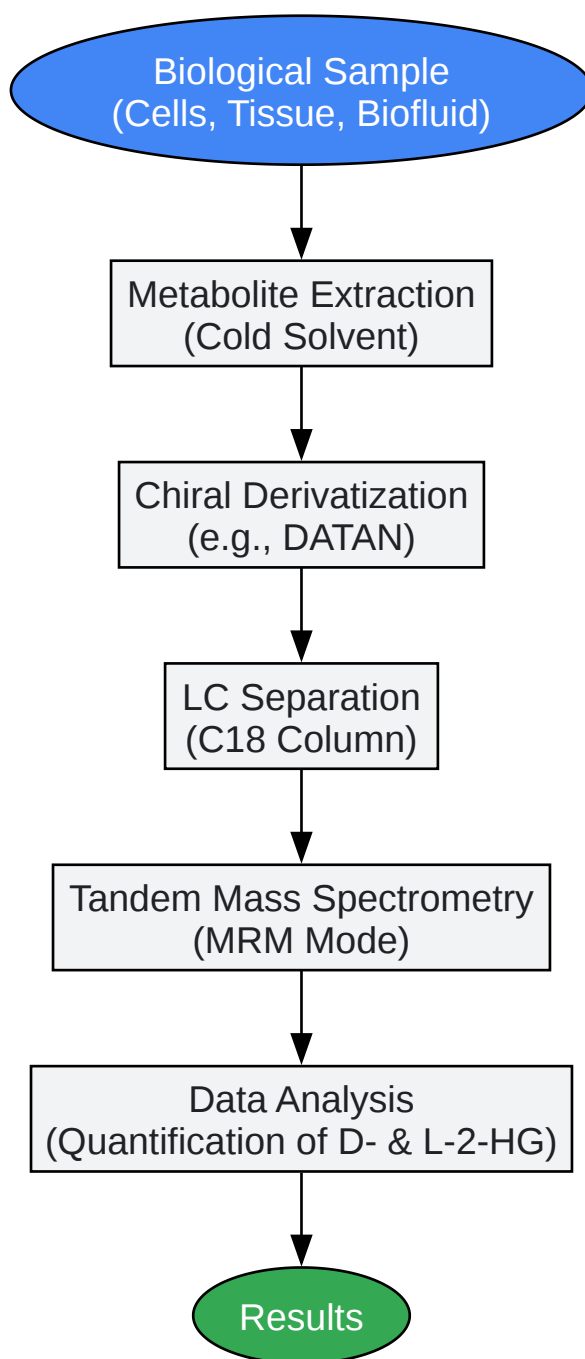 Biological Sample
(Cells, Tissue, Biofluid)
Metabolite Extraction
(Cold Solvent)
Chiral Derivatization
(e.g., DATAN)
LC Separation
(C18 Column)
Tandem Mass Spectrometry
(MRM Mode)
Data Analysis
(Quantification of D- & L-2-HG)
Results